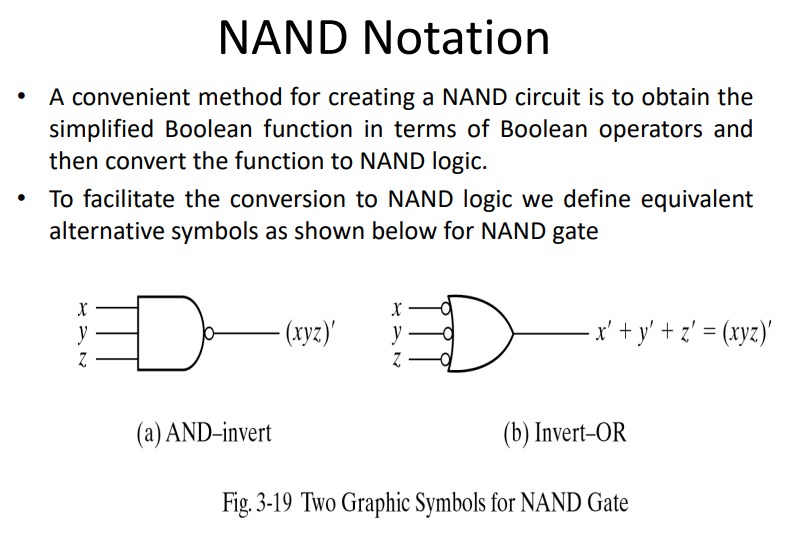 NAND Notation
• A convenient method for creating a NAND circuit is to obtain the
simplified Boolean function in terms of Boolean operators and
then convert the function to NAND logic.
• To facilitate the conversion to NAND logic we define equivalent
alternative symbols as shown below for NAND gate
x
y
z
(xyz)′
x
y
z
x′ + y′ + z′ = (xyz)′
(a) AND–invert
(b) Invert–OR
Fig. 3-19 Two Graphic Symbols for NAND Gate